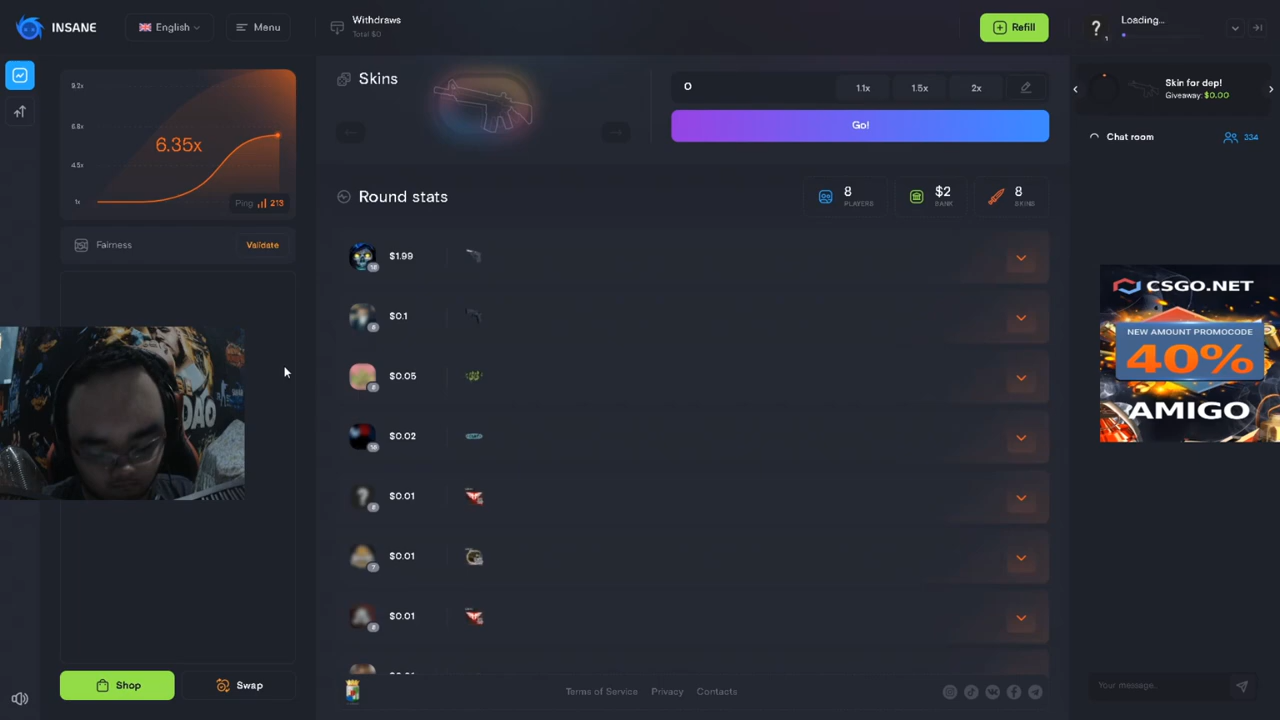 INSANE
English
Menu
Withdraws
Total $0
Refill
?
1
Loading...
9.2x
6.8x
4.5x
1x
6.35x
Ping 213
Skins
0
1.1x
1.5x
2x
Go!
Skin for dep!
Giveaway: $0.00
Chat room
334
Fairness
Validate
Round stats
8
PLAYERS
$2
BANK
8
SKINS
$1.99
$0.1
$0.05
$0.02
$0.01
$0.01
$0.01
DAO
CSGO.NET
NEW AMOUNT PROMOCODE
40%
AMIGO
Shop
Swap
Terms of Service
Privacy
Contacts
Your message..